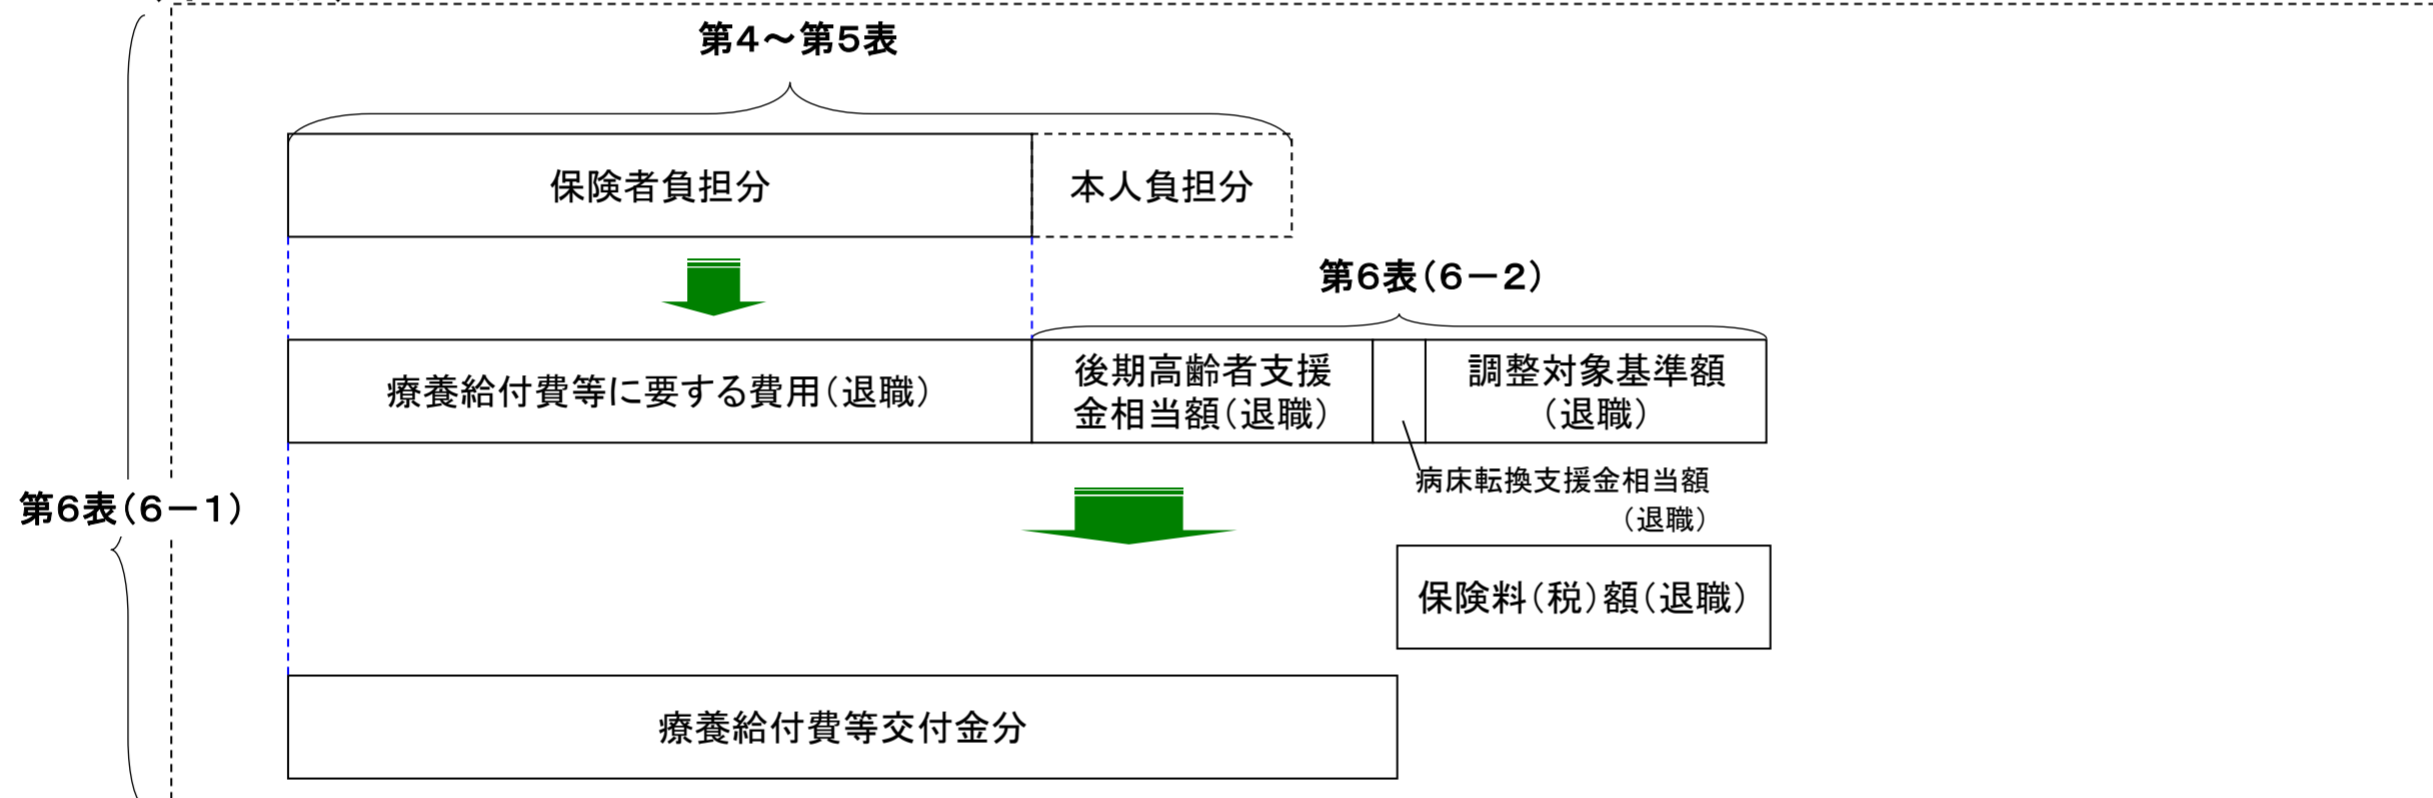 第4～第5表
保険者負担分
本人負担分
第6表(6－2)
療養給付費等に要する費用(退職)
後期高齢者支援
金相当額(退職)
調整対象基準額
(退職)
病床転換支援金相当額
(退職)
第6表(6－1)
保険料(税)額(退職)
療養給付費等交付金分